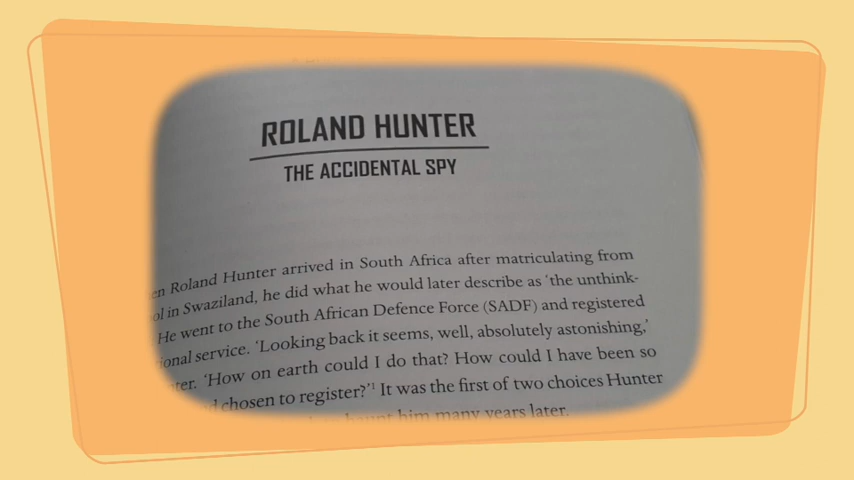 ROLAND HUNTER
THE ACCIDENTAL SPY
Roland Hunter arrived in South Africa after matriculating from
in Swaziland, he did what he would later describe as ‘the unthink-
He went to the South African Defence Force (SADF) and registered
service. ‘Looking back it seems, well, absolutely astonishing,’
‘How on earth could I do that? How could I have been so
chosen to register?’¹ It was the first of two choices Hunter
haunt him many years later.